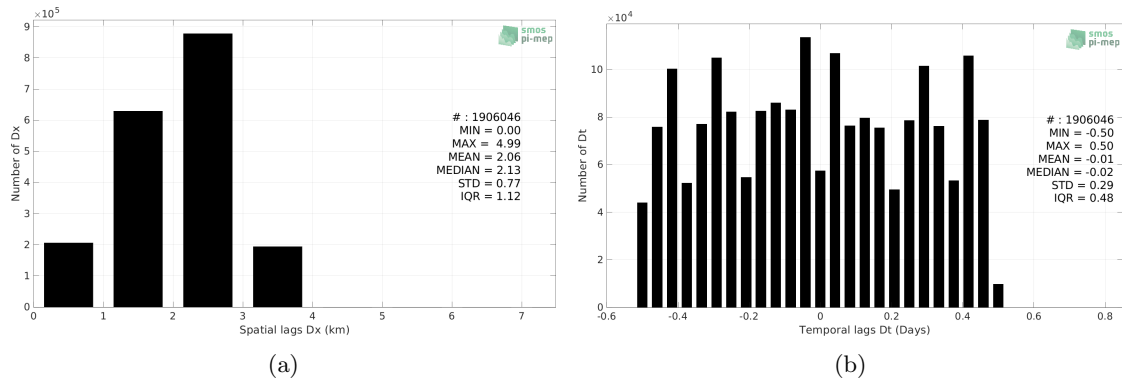 ×10⁵
9
8
7
6
5
4
3
2
1
0
Number of Dx
smos
pi-mep
# : 1906046
MIN = 0.00
MAX = 4.99
MEAN = 2.06
MEDIAN = 2.13
STD = 0.77
IQR = 1.12
0 1 2 3 4 5 6 7
Spatial lags Dx (km)
(a)
×10⁴
10
8
6
4
2
0
Number of Dt
smos
pi-mep
# : 1906046
MIN = -0.50
MAX = 0.50
MEAN = -0.01
MEDIAN = -0.02
STD = 0.29
IQR = 0.48
-0.6 -0.4 -0.2 0 0.2 0.4 0.6 0.8
Temporal lags Dt (Days)
(b)